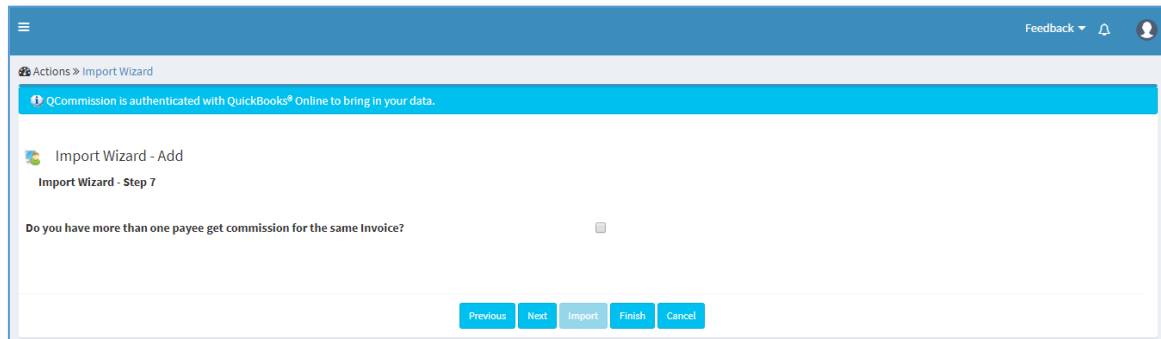 Feedback
Actions » Import Wizard
QCommission is authenticated with QuickBooks® Online to bring in your data.
Import Wizard - Add
Import Wizard - Step 7
Do you have more than one payee get commission for the same Invoice?
Previous Next Import Finish Cancel